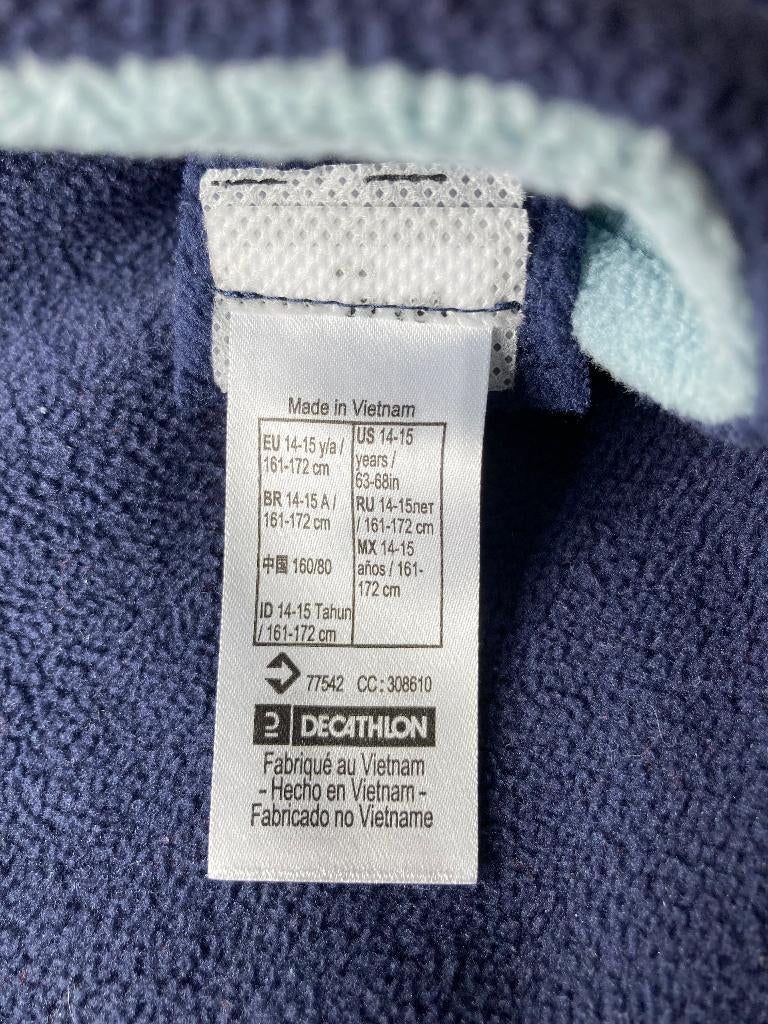 Made in Vietnam
EU 14-15 y/a /
161-172 cm
BR 14-15 A /
161-172 cm
中国 160/80
ID 14-15 Tahun
/ 161-172 cm
US 14-15
years /
63-68in
RU 14-15лет
/ 161-172 cm
MX 14-15
años / 161-
172 cm
77542 CC : 308610
DECATHLON
Fabriqué au Vietnam
- Hecho en Vietnam -
Fabricado no Vietname